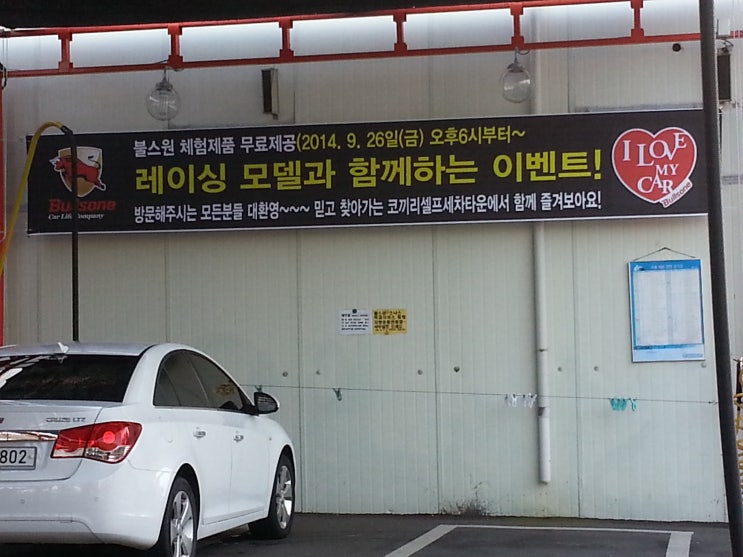 불스원 체험제품 무료제공(2014. 9. 26일(금) 오후6시부터~
레이싱 모델과 함께하는 이벤트!
방문해주시는 모든분들 대환영~~~ 믿고 찾아가는 코끼리셀프세차타운에서 함께 즐겨보아요!
Bullsone
Car Life Company
I LOVE
MY
CAR
Bullsone
CRUZE LTZ
802